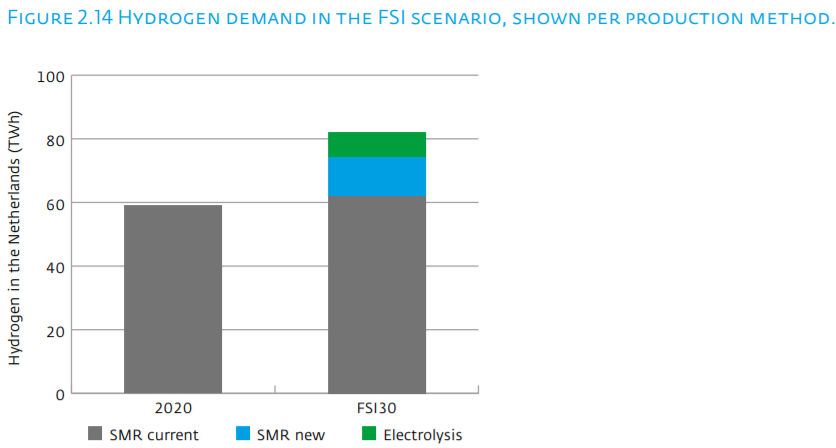 FIGURE 2.14 HYDROGEN DEMAND IN THE FSI SCENARIO, SHOWN PER PRODUCTION METHOD.
Hydrogen in the Netherlands (TWh)
100
80
60
40
20
0
2020 FSI30
SMR current SMR new Electrolysis